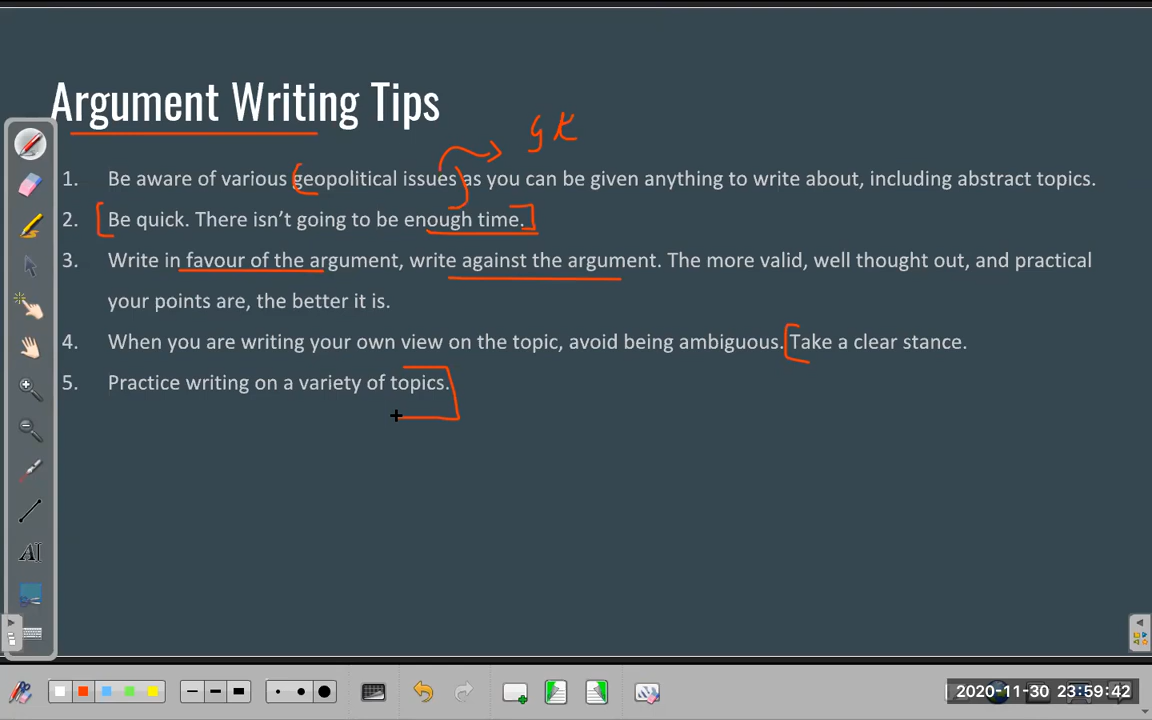 Argument Writing Tips
GK
1. Be aware of various geopolitical issues as you can be given anything to write about, including abstract topics.
2. Be quick. There isn’t going to be enough time.
3. Write in favour of the argument, write against the argument. The more valid, well thought out, and practical
your points are, the better it is.
4. When you are writing your own view on the topic, avoid being ambiguous. Take a clear stance.
5. Practice writing on a variety of topics.
2020-11-30 23:59:42